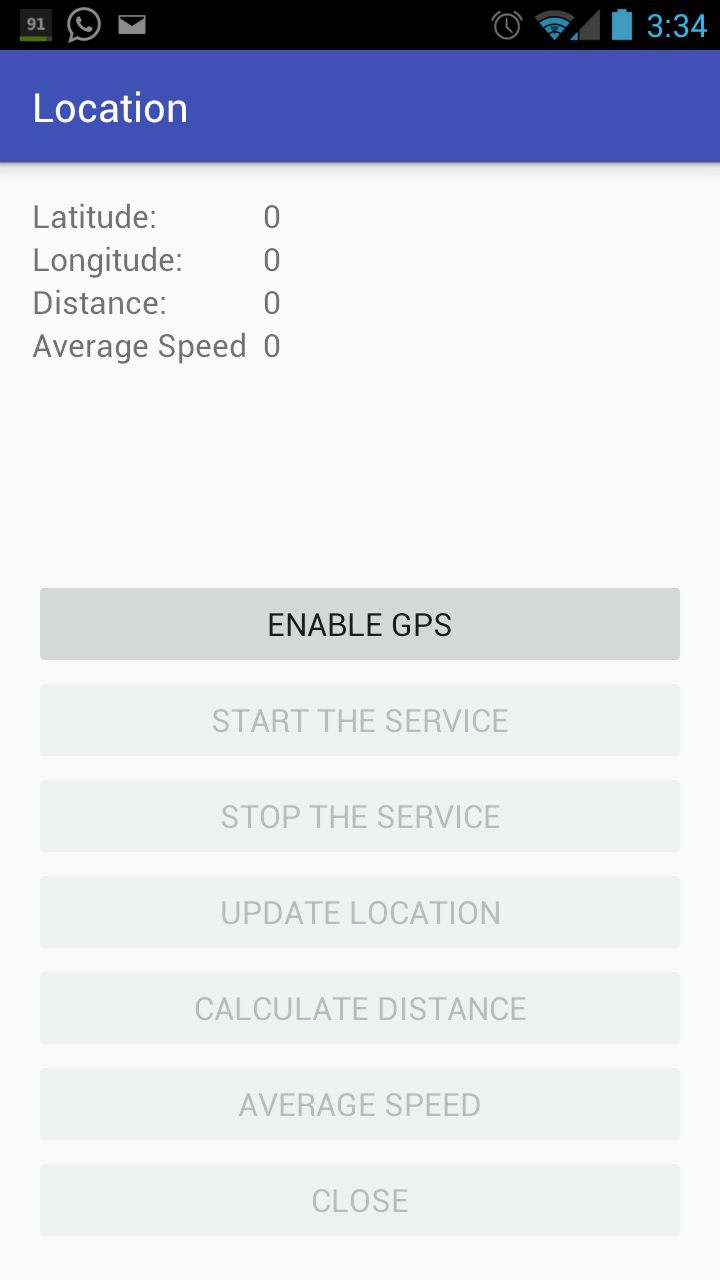 91 3:34
Location
Latitude: 0
Longitude: 0
Distance: 0
Average Speed 0
ENABLE GPS
START THE SERVICE
STOP THE SERVICE
UPDATE LOCATION
CALCULATE DISTANCE
AVERAGE SPEED
CLOSE